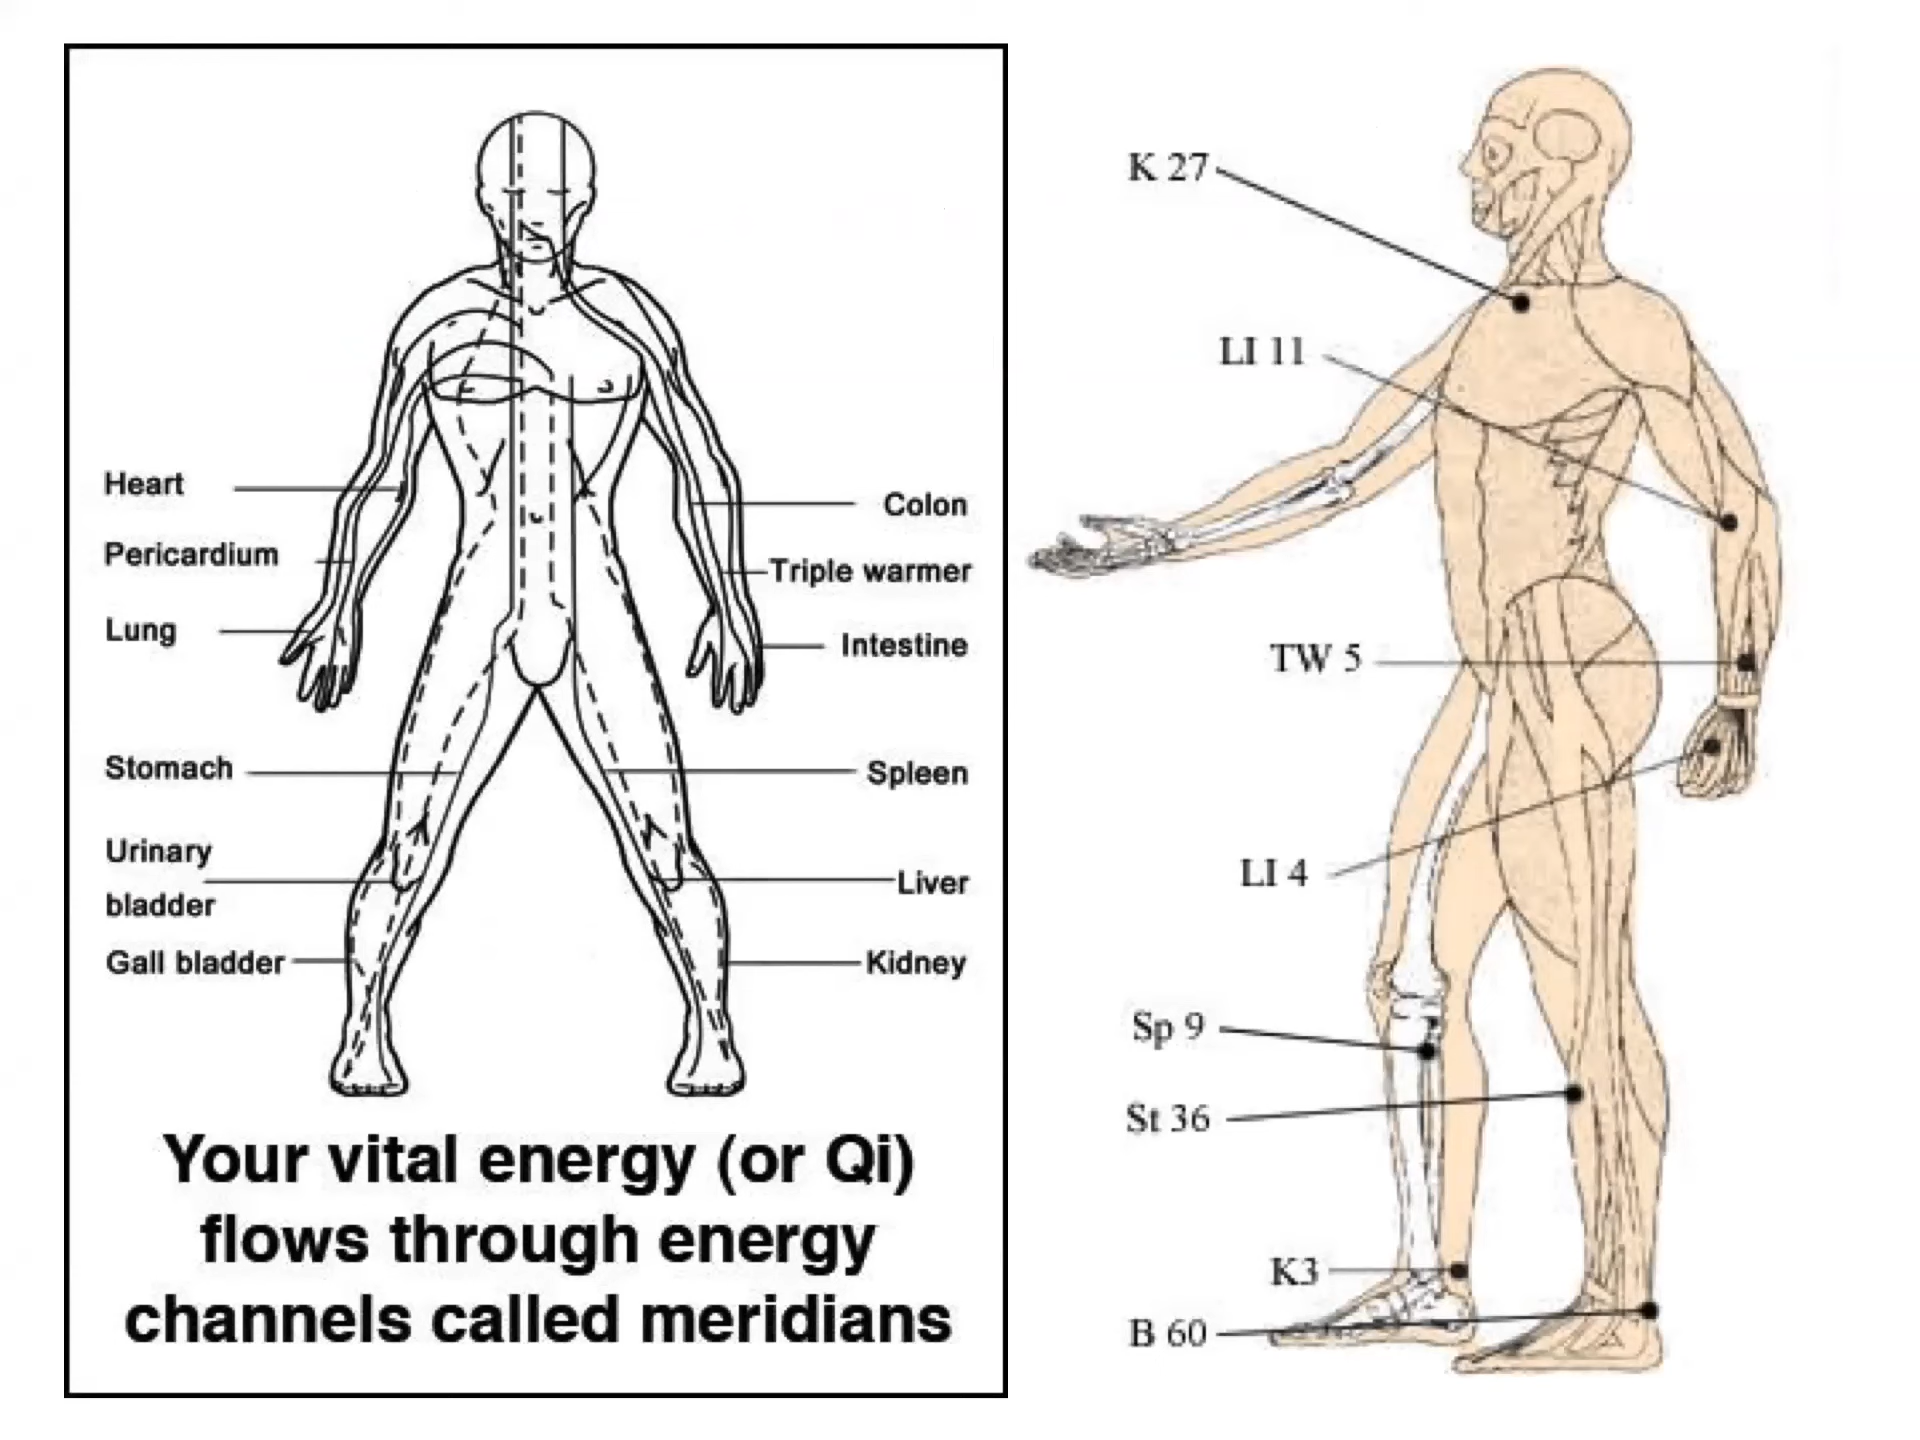 Heart
Pericardium
Lung
Stomach
Urinary
bladder
Gall bladder
Colon
Triple warmer
Intestine
Spleen
Liver
Kidney
Your vital energy (or Qi)
flows through energy
channels called meridians
K 27
LI 11
TW 5
LI 4
Sp 9
St 36
K3
B 60